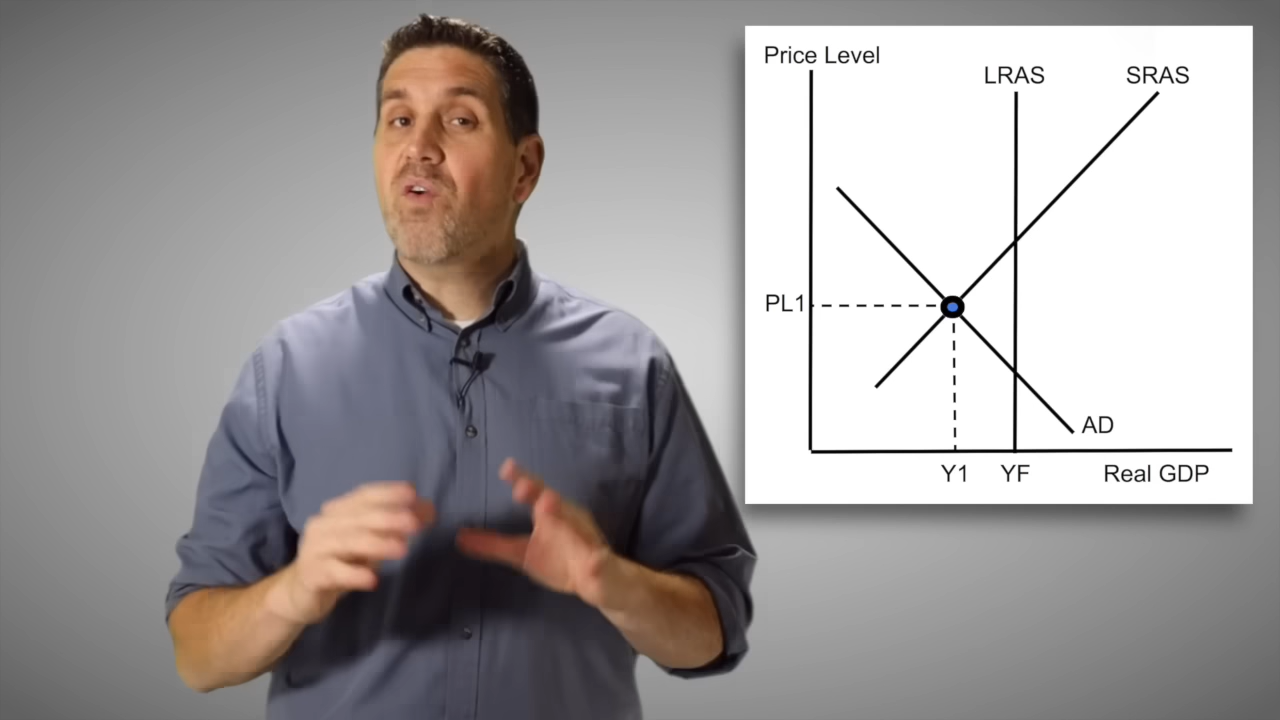 Price Level
LRAS
SRAS
PL1
AD
Y1
YF
Real GDP